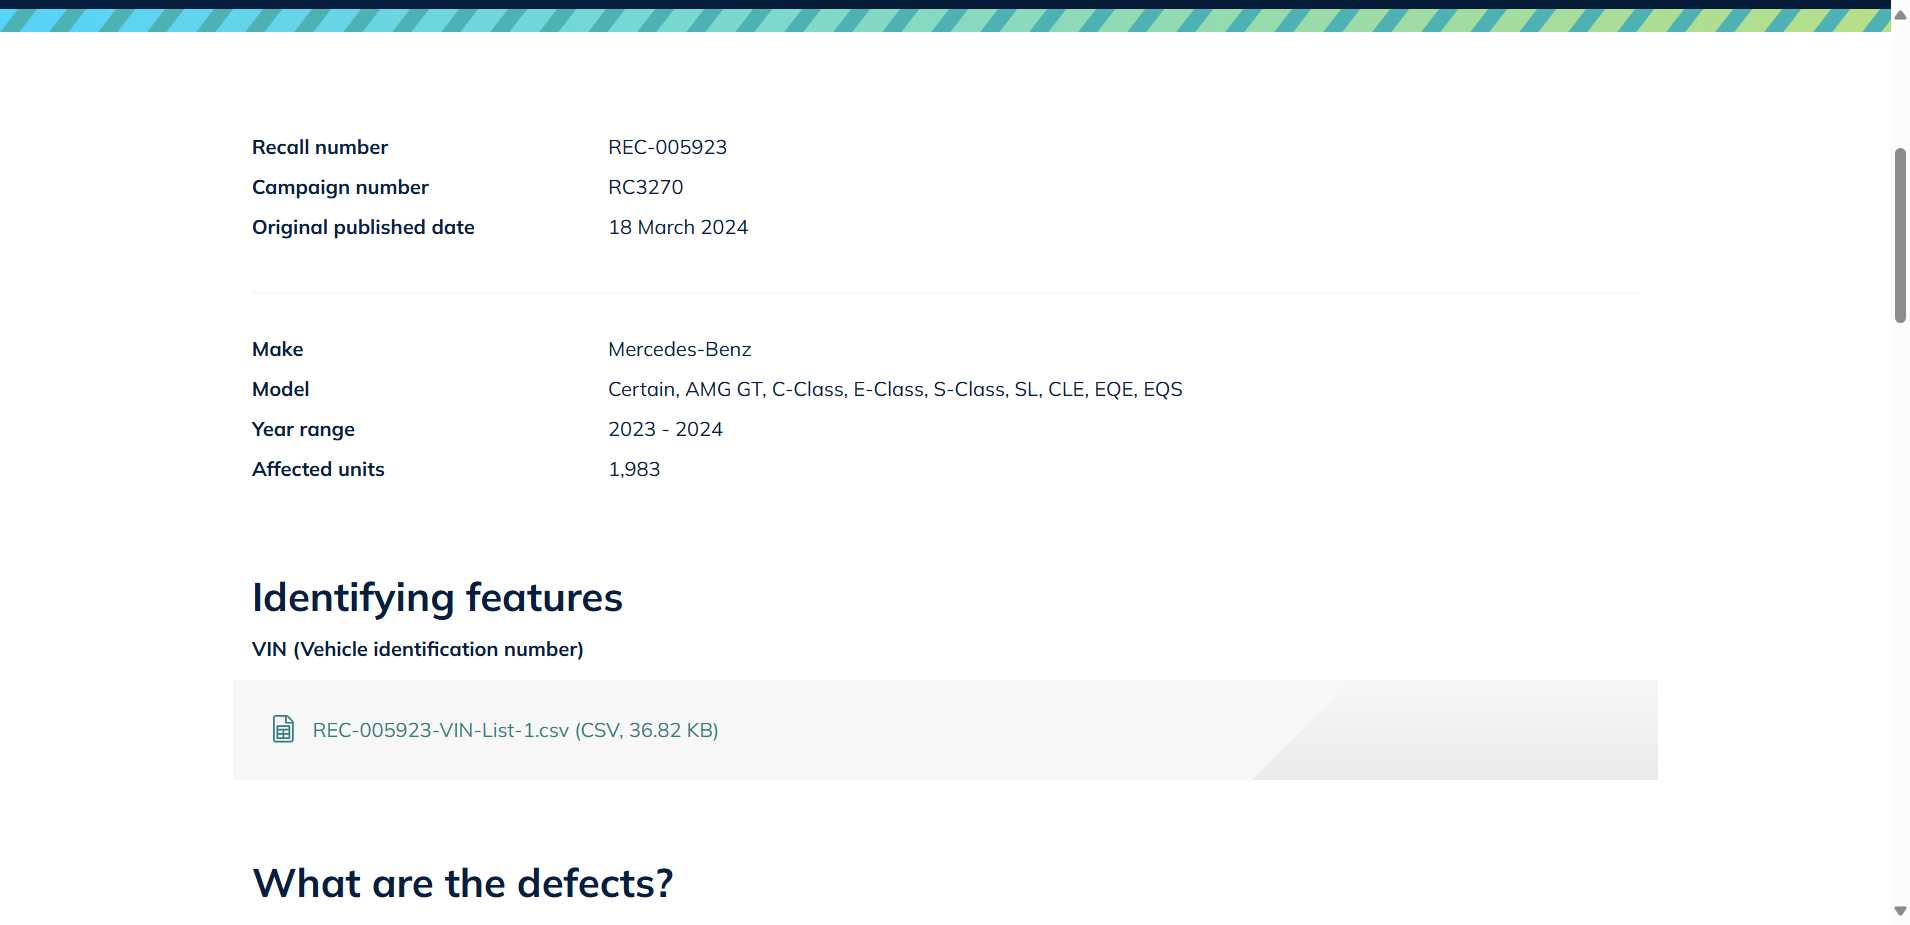 Recall number REC-005923
Campaign number RC3270
Original published date 18 March 2024
Make Mercedes-Benz
Model Certain, AMG GT, C-Class, E-Class, S-Class, SL, CLE, EQE, EQS
Year range 2023 - 2024
Affected units 1,983
Identifying features
VIN (Vehicle identification number)
REC-005923-VIN-List-1.csv (CSV, 36.82 KB)
What are the defects?